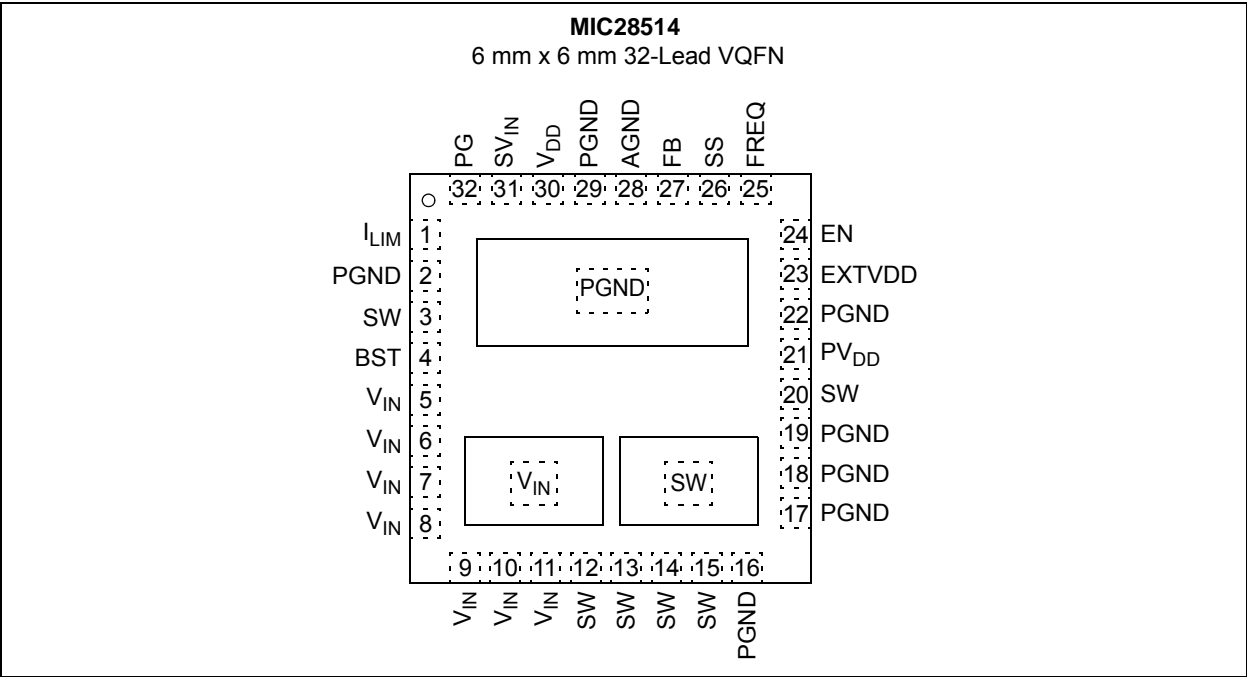 MIC28514
6 mm x 6 mm 32-Lead VQFN
PG
SVIN
VDD
PGND
AGND
FB
SS
FREQ
32 31 30 29 28 27 26 25
ILIM 1
PGND 2
SW 3
BST 4
VIN 5
VIN 6
VIN 7
VIN 8
24 EN
23 EXTVDD
22 PGND
21 PVDD
20 SW
19 PGND
18 PGND
17 PGND
PGND
VIN
SW
9 10 11 12 13 14 15 16
VIN
VIN
VIN
SW
SW
SW
SW
PGND